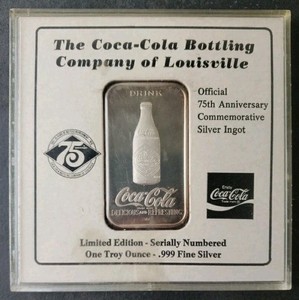 The Coca-Cola Bottling
Company of Louisville
DRINK
Coca-Cola
DELICIOUS AND REFRESHING
Official
75th Anniversary
Commemorative
Silver Ingot
75
Enjoy
Coca-Cola
Limited Edition - Serially Numbered
One Troy Ounce - .999 Fine Silver